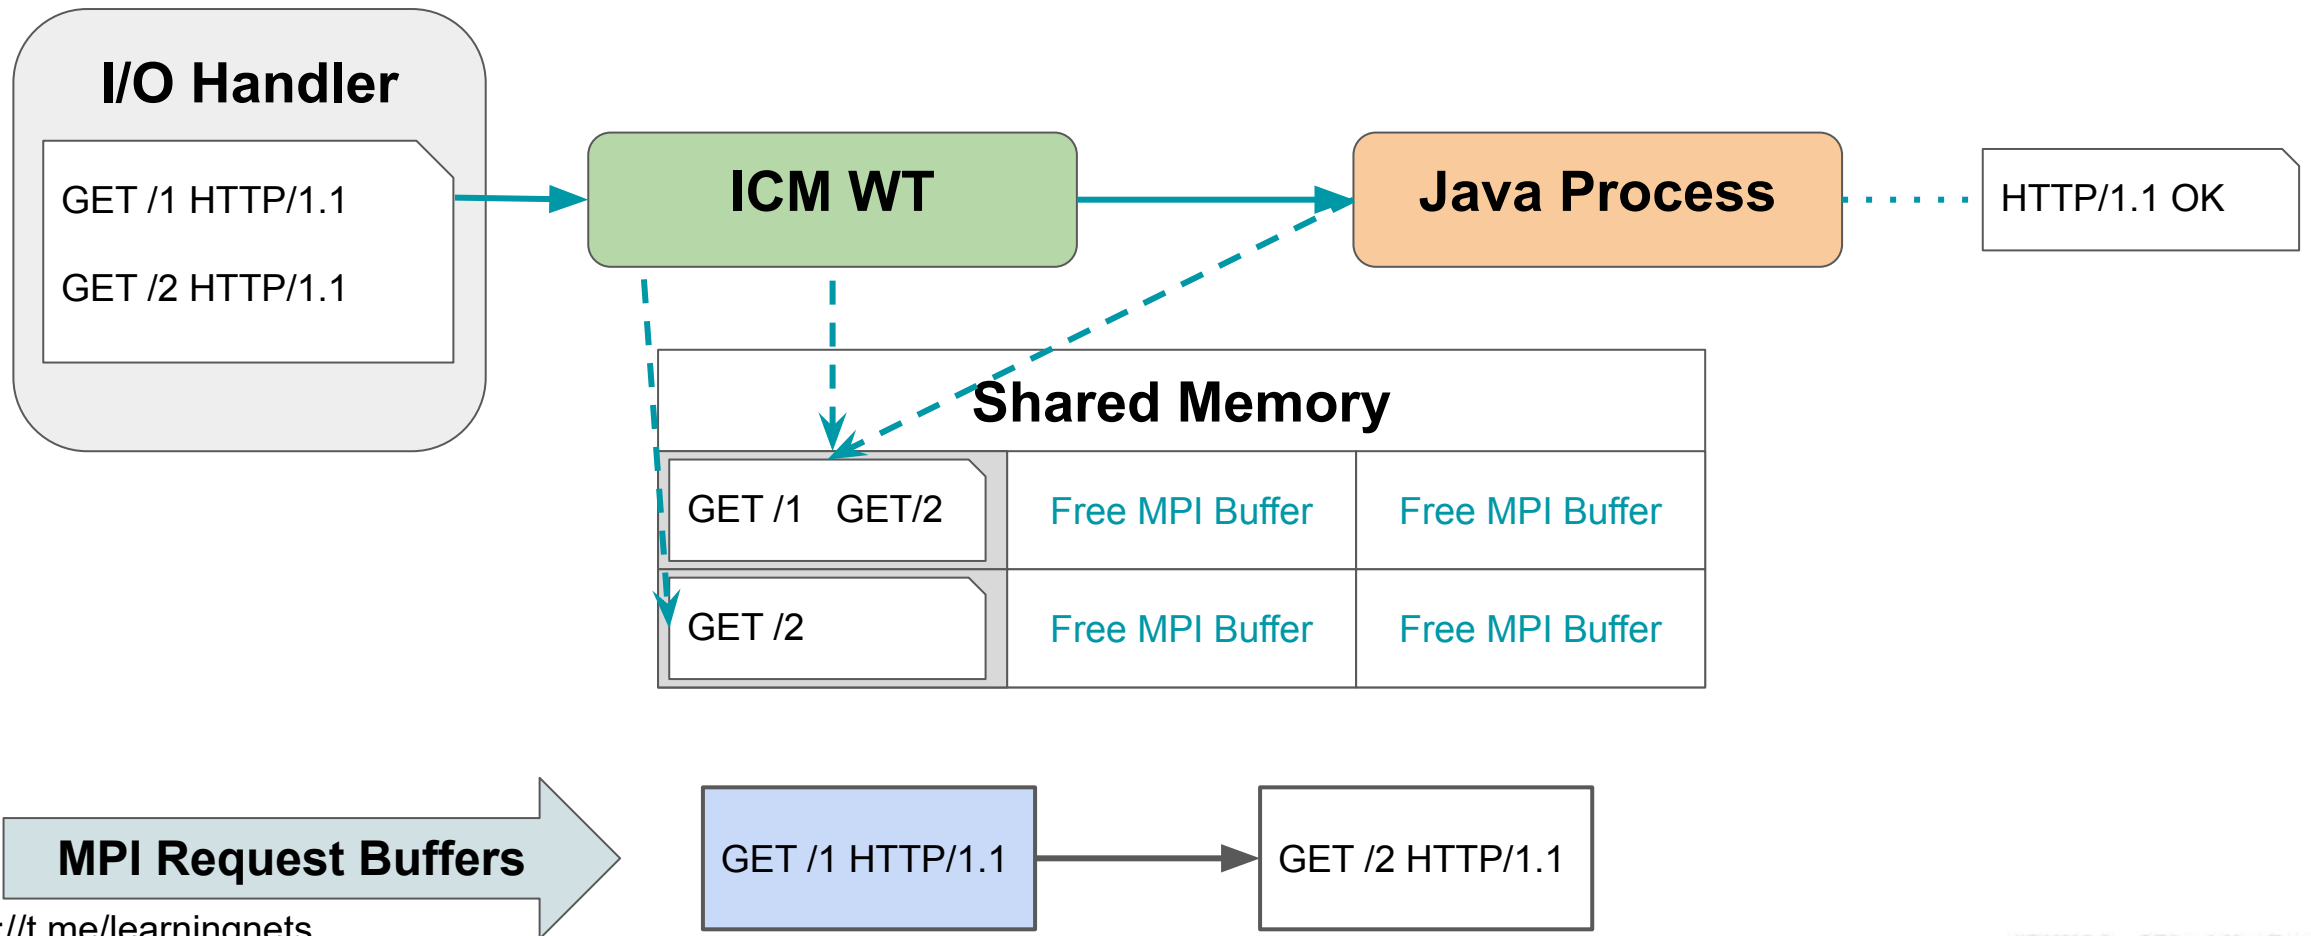 I/O Handler
GET /1 HTTP/1.1
GET /2 HTTP/1.1
ICM WT
Java Process
HTTP/1.1 OK
Shared Memory
GET /1 GET/2
Free MPI Buffer
Free MPI Buffer
GET /2
Free MPI Buffer
Free MPI Buffer
MPI Request Buffers
GET /1 HTTP/1.1
GET /2 HTTP/1.1
://t.me/learningnets